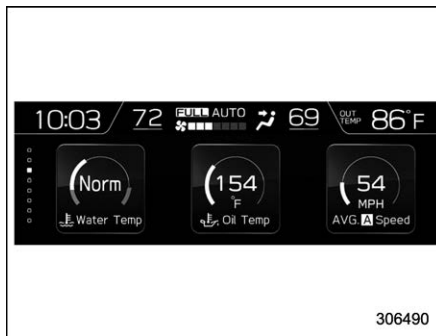 10:03 72 FULL AUTO 69 OUT TEMP 86°F
Norm
Water Temp
154
°F
Oil Temp
54
MPH
AVG. A Speed
306490